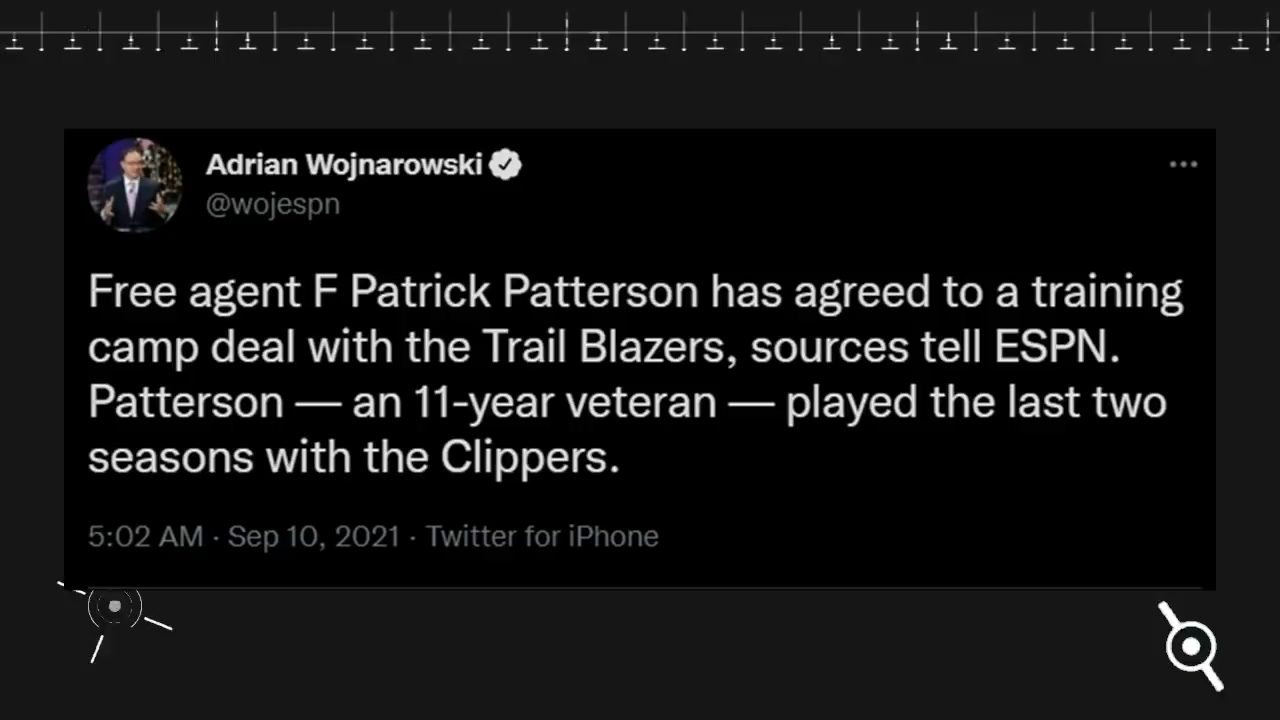 Adrian Wojnarowski
@wojespn
Free agent F Patrick Patterson has agreed to a training
camp deal with the Trail Blazers, sources tell ESPN.
Patterson — an 11-year veteran — played the last two
seasons with the Clippers.
5:02 AM · Sep 10, 2021 · Twitter for iPhone